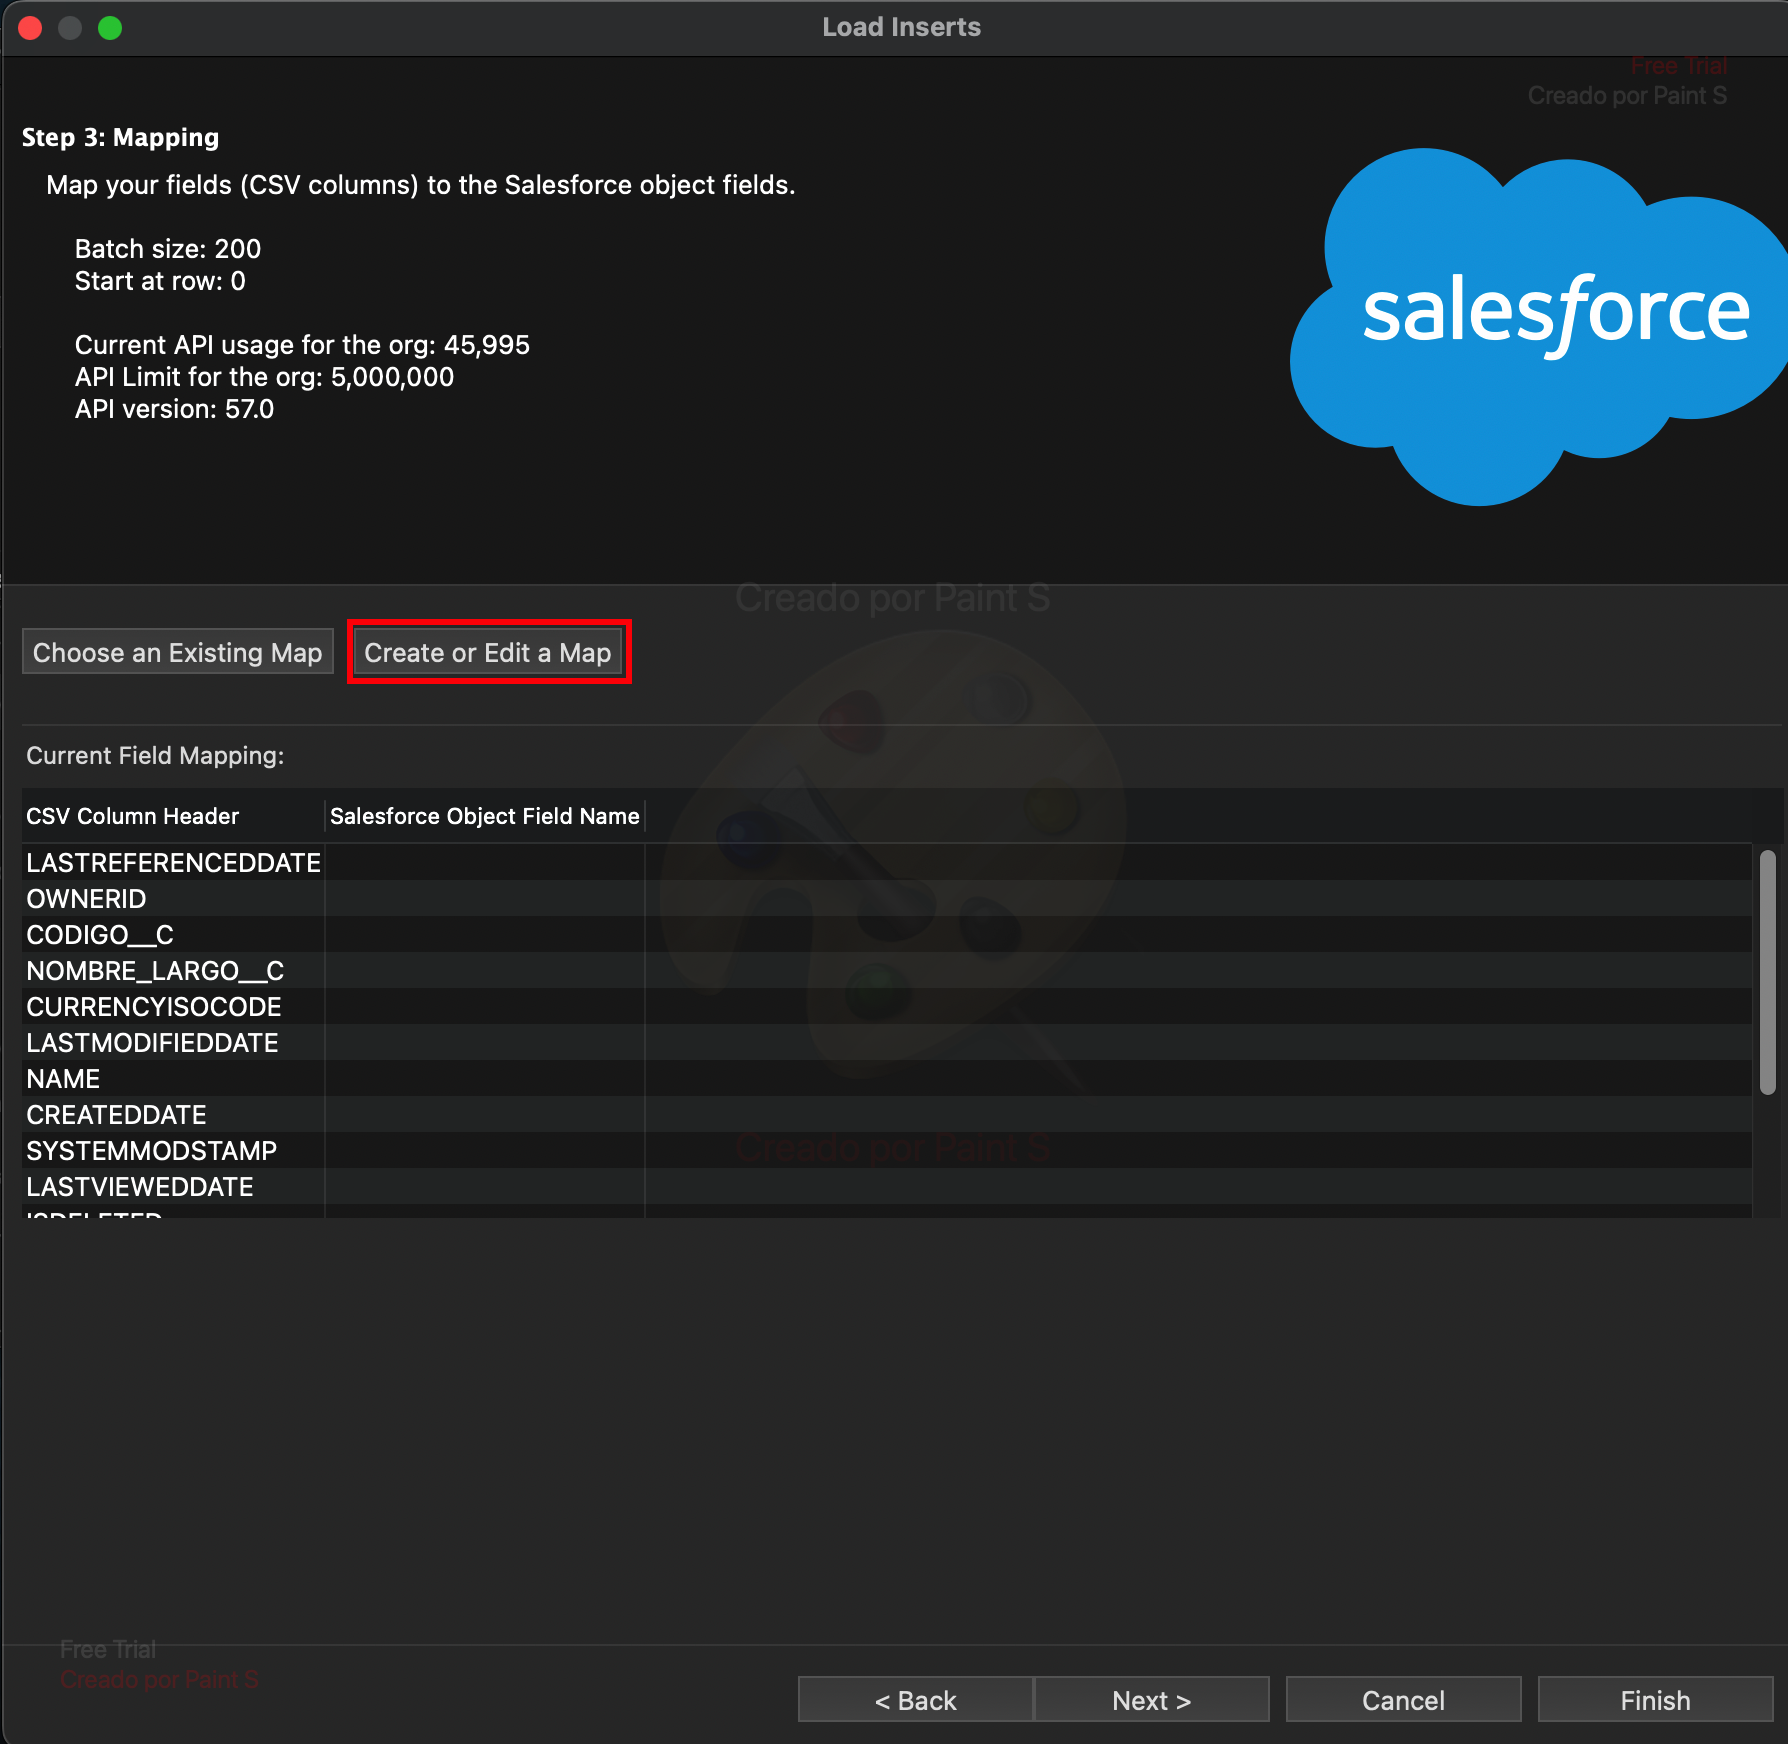 Load Inserts
Free Trial
Creado por Paint S
Step 3: Mapping
Map your fields (CSV columns) to the Salesforce object fields.
Batch size: 200
Start at row: 0
Current API usage for the org: 45,995
API Limit for the org: 5,000,000
API version: 57.0
salesforce
Creado por Paint S
Choose an Existing Map
Create or Edit a Map
Current Field Mapping:
CSV Column Header
Salesforce Object Field Name
LASTREFERENCEDDATE
OWNERID
CODIGO__C
NOMBRE_LARGO__C
CURRENCYISOCODE
LASTMODIFIEDDATE
NAME
CREATEDDATE
SYSTEMMODSTAMP
Creado por Paint S
LASTVIEWEDDATE
ISDELETED
Free Trial
Creado por Paint S
< Back
Next >
Cancel
Finish